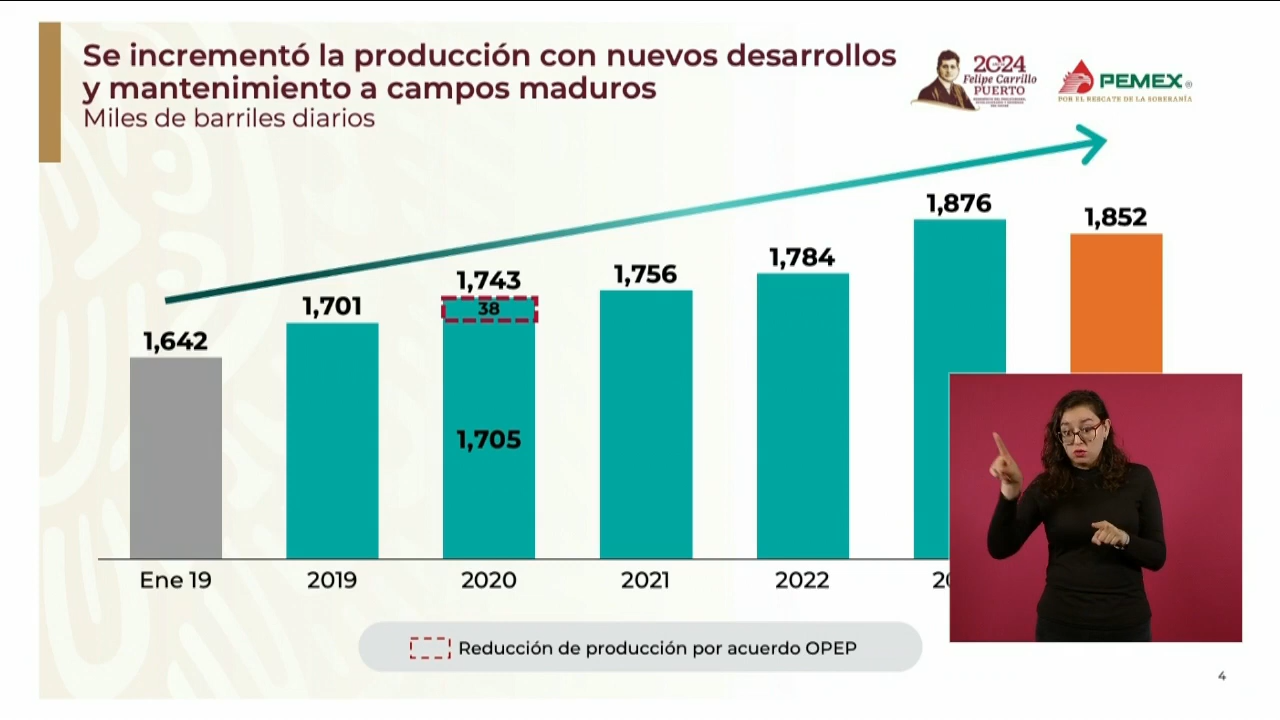 Se incrementó la producción con nuevos desarrollos
y mantenimiento a campos maduros
Miles de barriles diarios
2024
Felipe Carrillo
PUERTO
PEMEX®
POR EL RESCATE DE LA SOBERANÍA
1,642
1,701
1,743
38
1,705
1,756
1,784
1,876
1,852
Ene 19
2019
2020
2021
2022
20
Reducción de producción por acuerdo OPEP
4